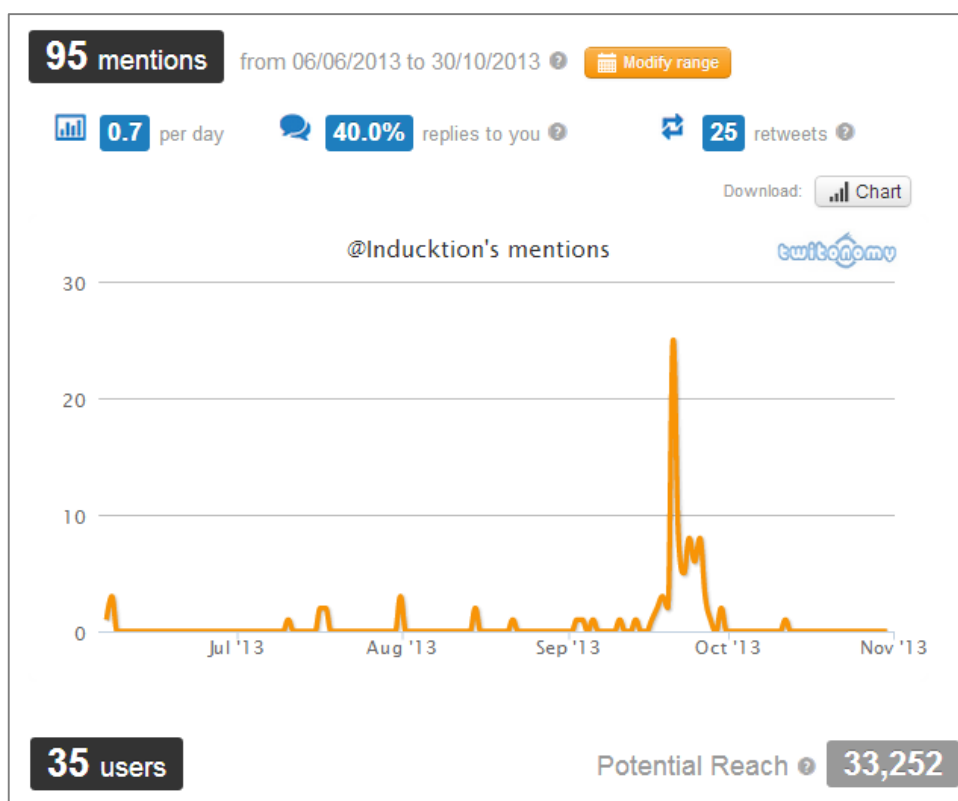 95 mentions from 06/06/2013 to 30/10/2013 ? Modify range
0.7 per day 40.0% replies to you ? 25 retweets ?
Download: Chart
@Inducktion's mentions twitonomy
30
20
10
0
Jul '13 Aug '13 Sep '13 Oct '13 Nov '13
35 users Potential Reach ? 33,252